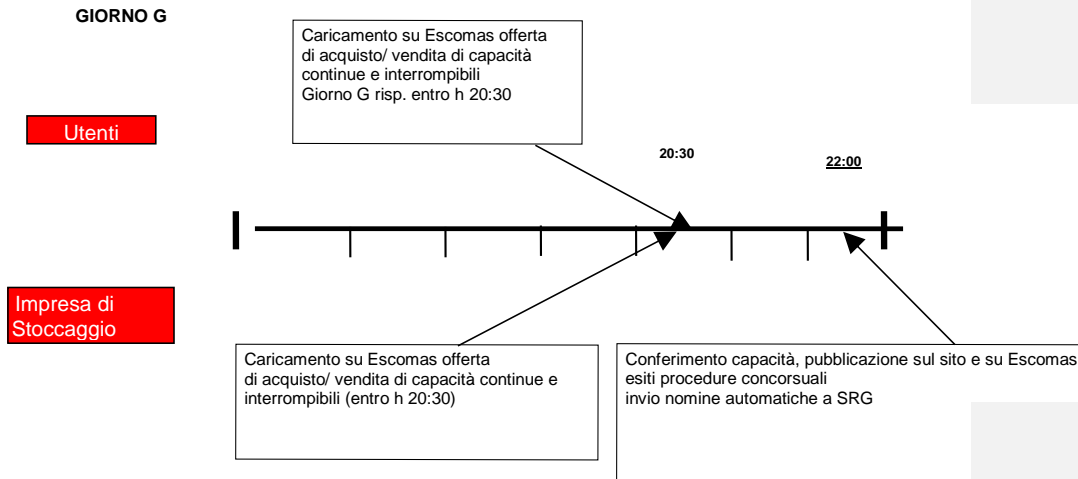 GIORNO G
Caricamento su Escomas offerta
di acquisto/ vendita di capacità
continue e interrompibili
Giorno G risp. entro h 20:30
Utenti
20:30
22:00
Impresa di
Stoccaggio
Caricamento su Escomas offerta
di acquisto/ vendita di capacità continue e
interrompibili (entro h 20:30)
Conferimento capacità, pubblicazione sul sito e su Escomas
esiti procedure concorsuali
invio nomine automatiche a SRG